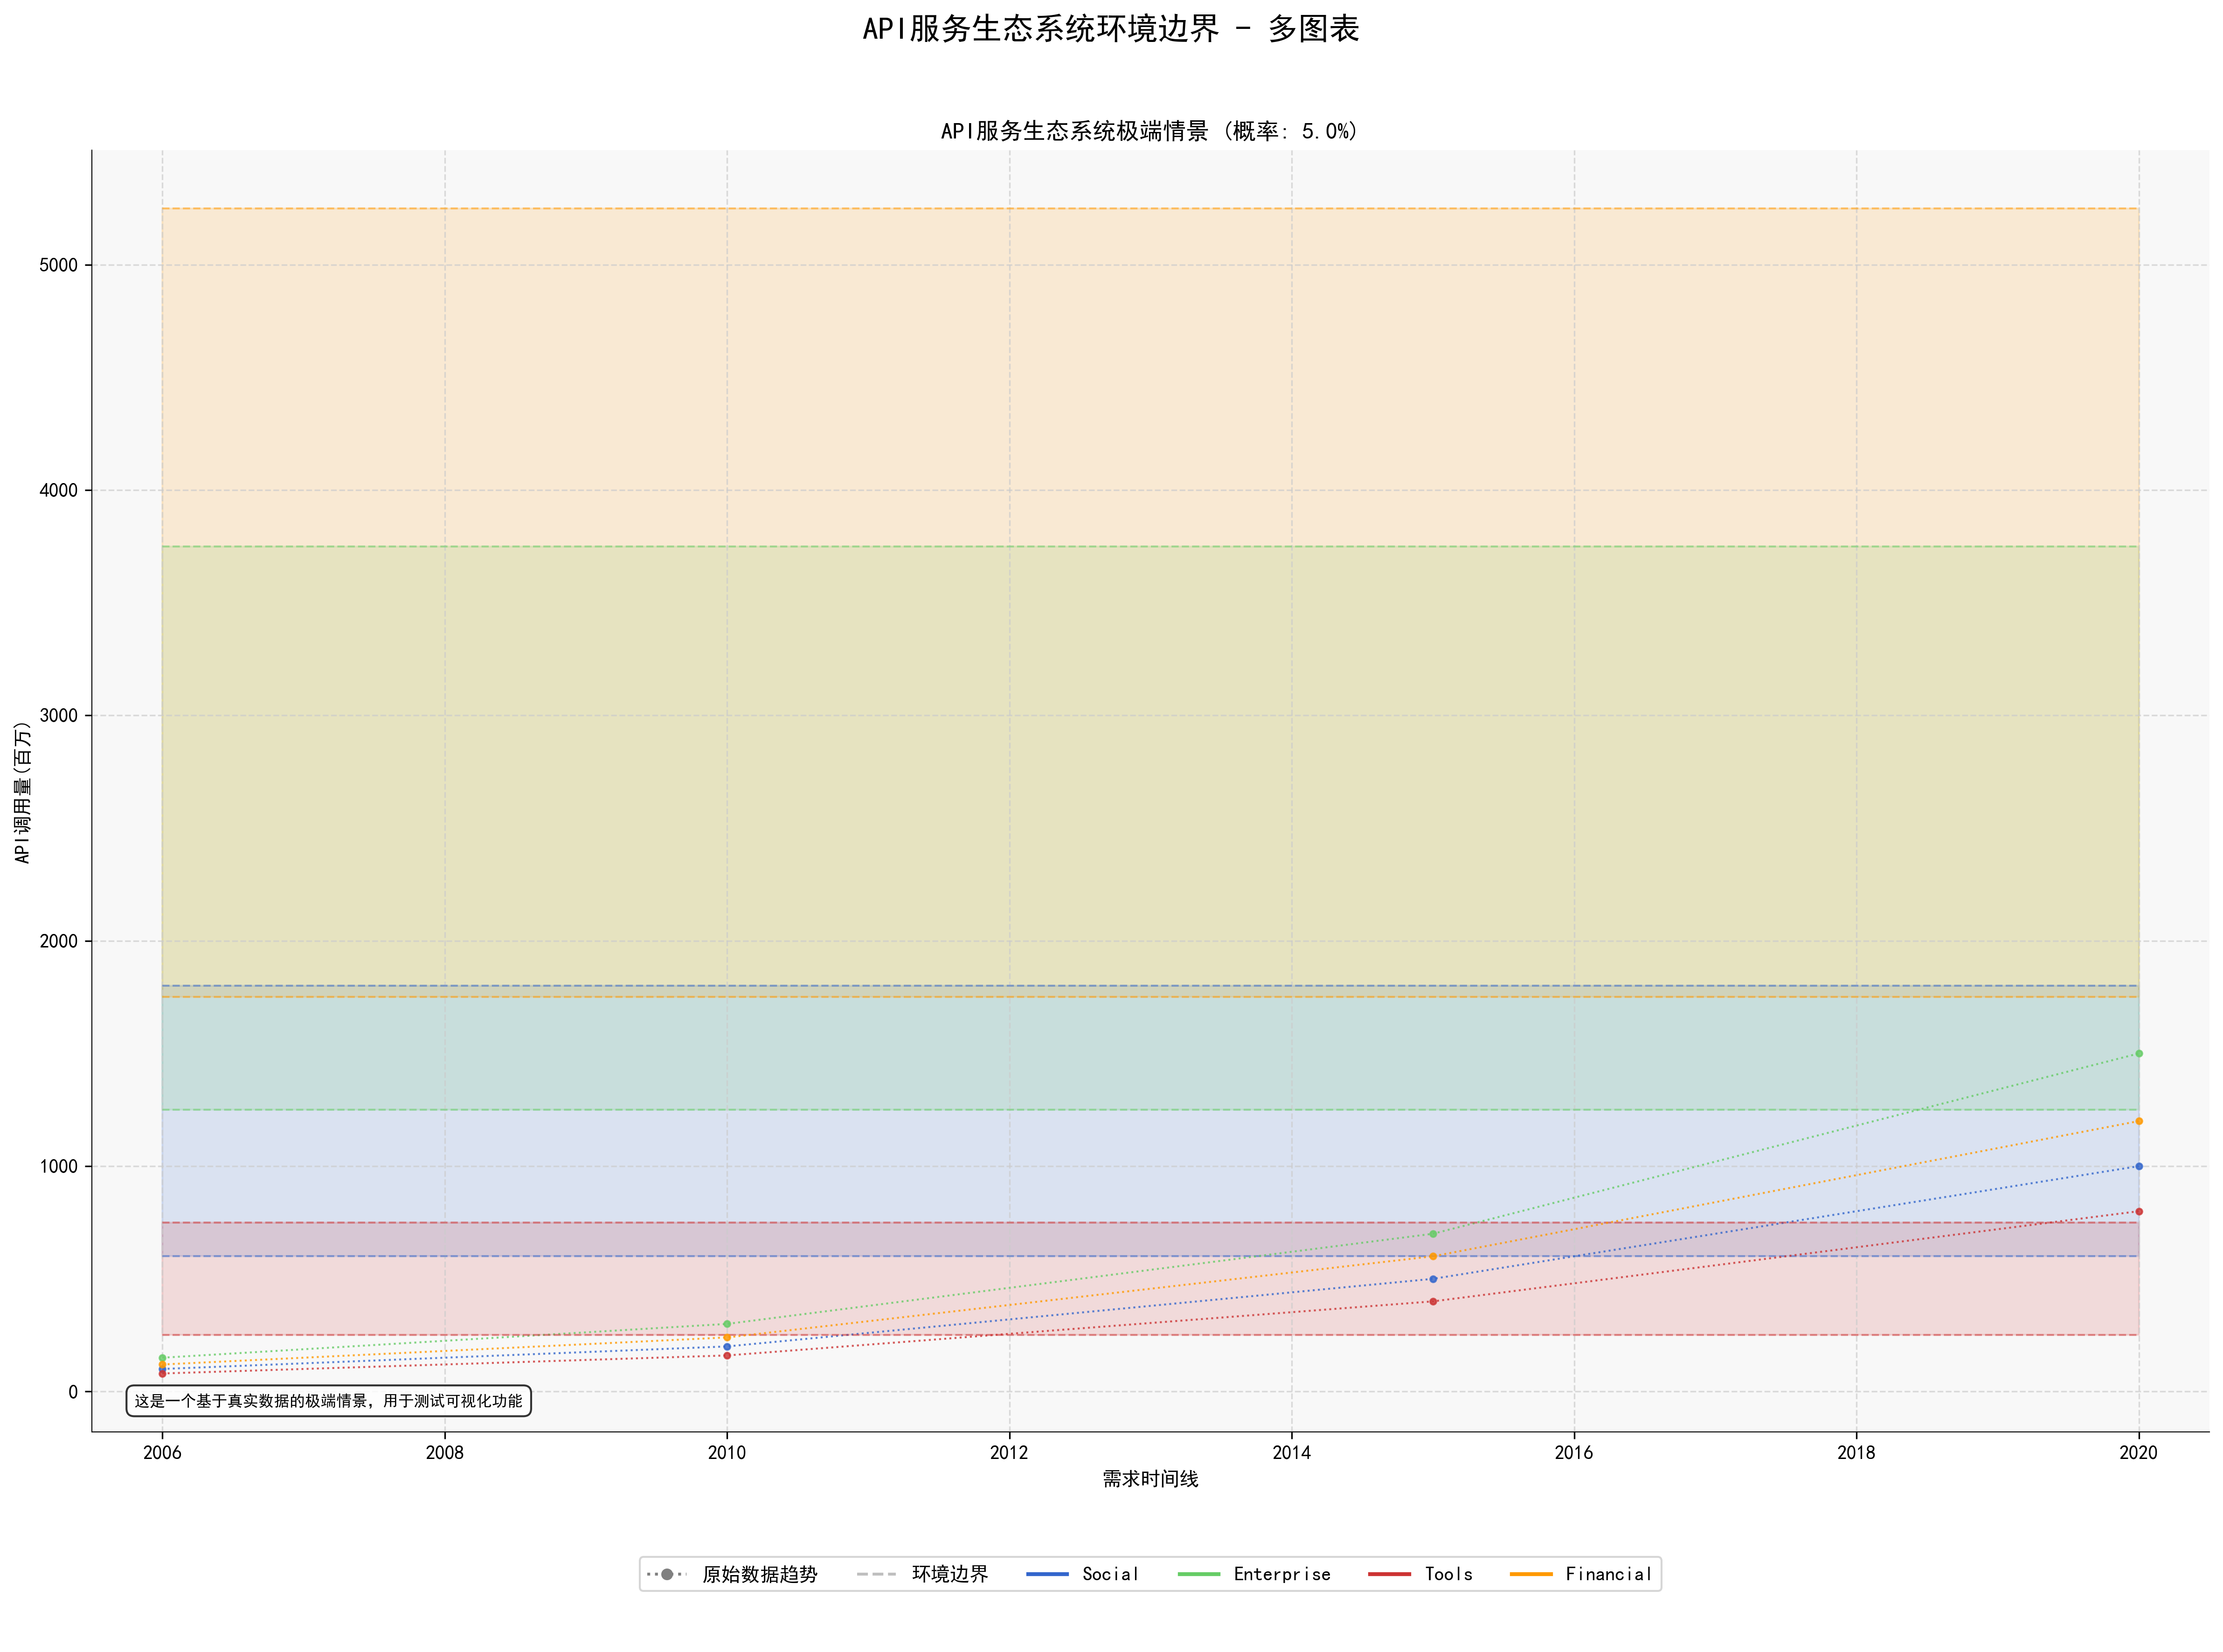 API服务生态系统环境边界 - 多图表
API服务生态系统极端情景 (概率: 5.0%)
API调用量(百万)
5000
4000
3000
2000
1000
0
这是一个基于真实数据的极端情景，用于测试可视化功能
2006 2008 2010 2012 2014 2016 2018 2020
需求时间线
原始数据趋势 环境边界 Social Enterprise Tools Financial